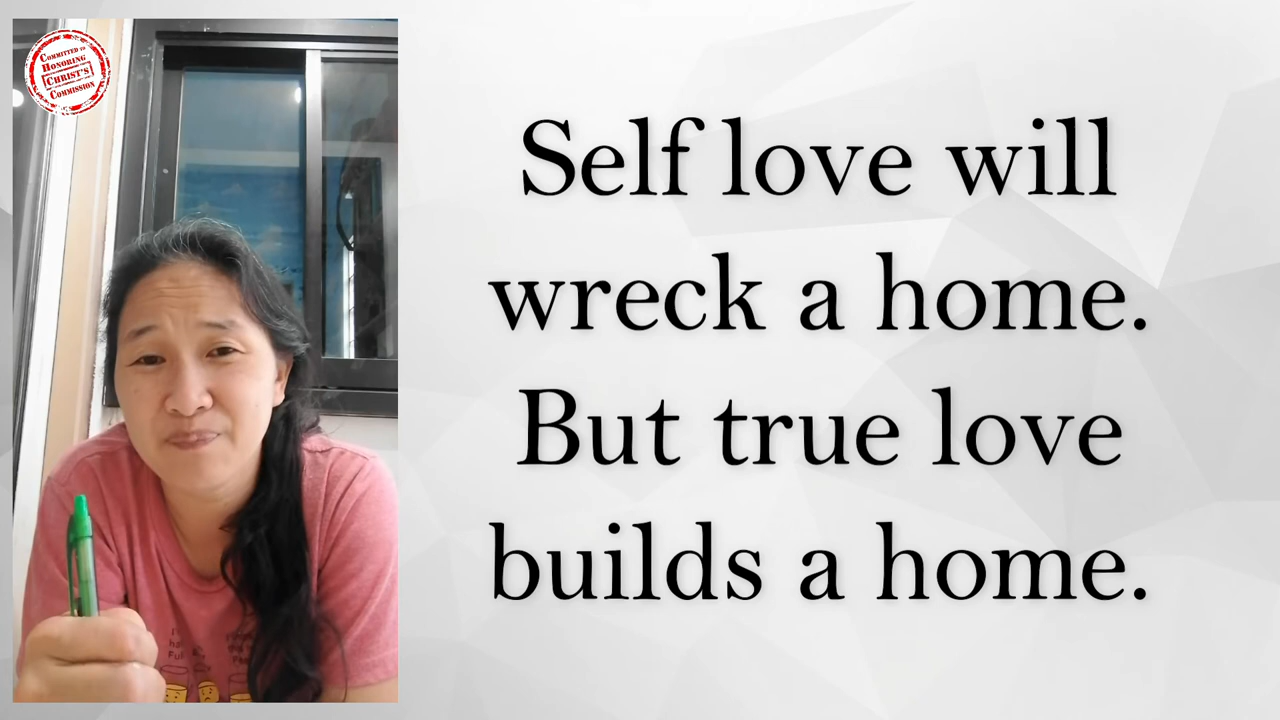 COMMITTED TO
HONORING
CHRIST'S
COMMISSION
Self love will
wreck a home.
But true love
builds a home.